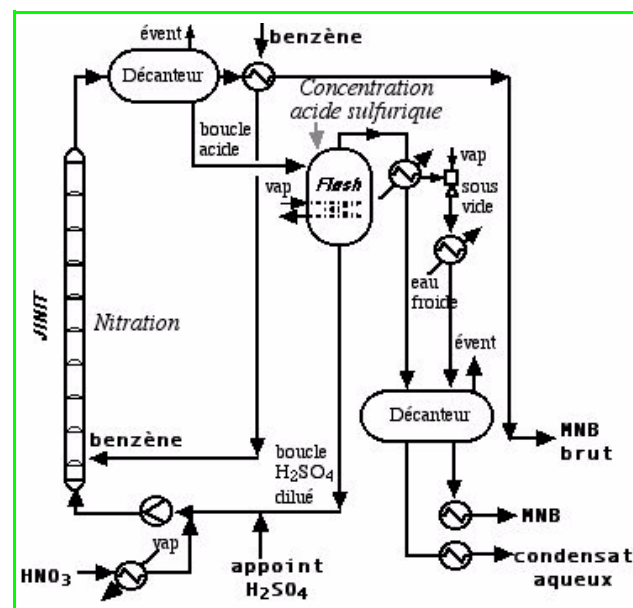 évent
benzène
Décanteur
Concentration
acide sulfurique
boucle
acide
vap
Flash
vap
sous
vide
eau
froide
JINIT
Nitration
évent
Décanteur
MNB
brut
benzène
boucle
H₂SO₄
dilué
MNB
vap
HNO₃
appoint
H₂SO₄
condensat
aqueux